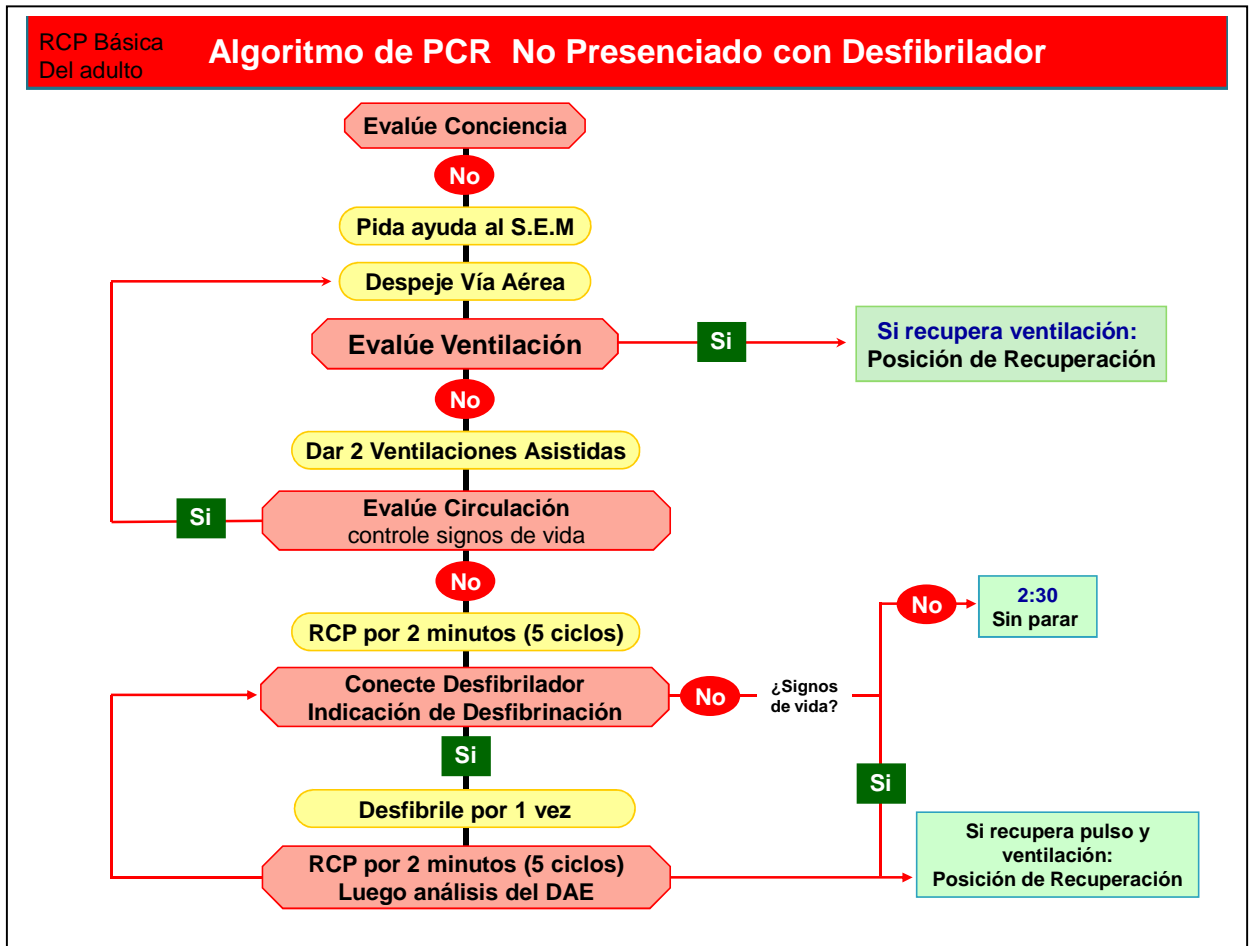 RCP Básica
Del adulto
Algoritmo de PCR  No Presenciado con Desfibrilador
Evalúe Conciencia
No
Pida ayuda al S.E.M
Despeje Vía Aérea
Evalúe Ventilación
Si
Si recupera ventilación:
Posición de Recuperación
No
Dar 2 Ventilaciones Asistidas
Si
Evalúe Circulación
controle signos de vida
No
RCP por 2 minutos (5 ciclos)
No
2:30
Sin parar
Conecte Desfibrilador
Indicación de Desfibrinación
No
¿Signos
de vida?
Si
Si
Desfibrile por 1 vez
RCP por 2 minutos (5 ciclos)
Luego análisis del DAE
Si recupera pulso y
ventilación:
Posición de Recuperación